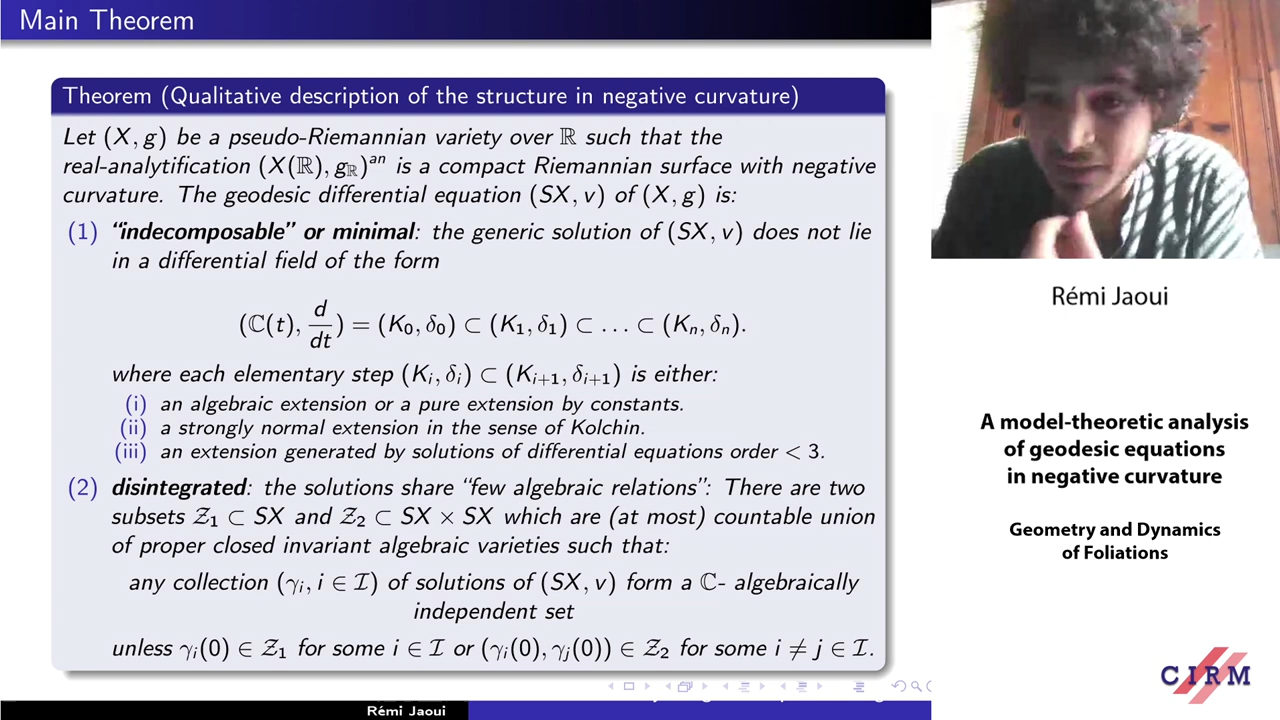 Main Theorem
Theorem (Qualitative description of the structure in negative curvature)
Let (X, g) be a pseudo-Riemannian variety over ℝ such that the
real-analytification (X(ℝ), g_ℝ)^an is a compact Riemannian surface with negative
curvature. The geodesic differential equation (SX, v) of (X, g) is:
(1) “indecomposable” or minimal: the generic solution of (SX, v) does not lie
in a differential field of the form
(ℂ(t), d/dt) = (K₀, δ₀) ⊂ (K₁, δ₁) ⊂ … ⊂ (Kₙ, δₙ).
where each elementary step (Kᵢ, δᵢ) ⊂ (Kᵢ₊₁, δᵢ₊₁) is either:
(i) an algebraic extension or a pure extension by constants.
(ii) a strongly normal extension in the sense of Kolchin.
(iii) an extension generated by solutions of differential equations order < 3.
(2) disintegrated: the solutions share “few algebraic relations”: There are two
subsets 𝒵₁ ⊂ SX and 𝒵₂ ⊂ SX × SX which are (at most) countable union
of proper closed invariant algebraic varieties such that:
any collection (γᵢ, i ∈ ℐ) of solutions of (SX, v) form a ℂ- algebraically
independent set
unless γᵢ(0) ∈ 𝒵₁ for some i ∈ ℐ or (γᵢ(0), γⱼ(0)) ∈ 𝒵₂ for some i ≠ j ∈ ℐ.
Rémi Jaoui
Rémi Jaoui
A model-theoretic analysis
of geodesic equations
in negative curvature
Geometry and Dynamics
of Foliations
CIRM